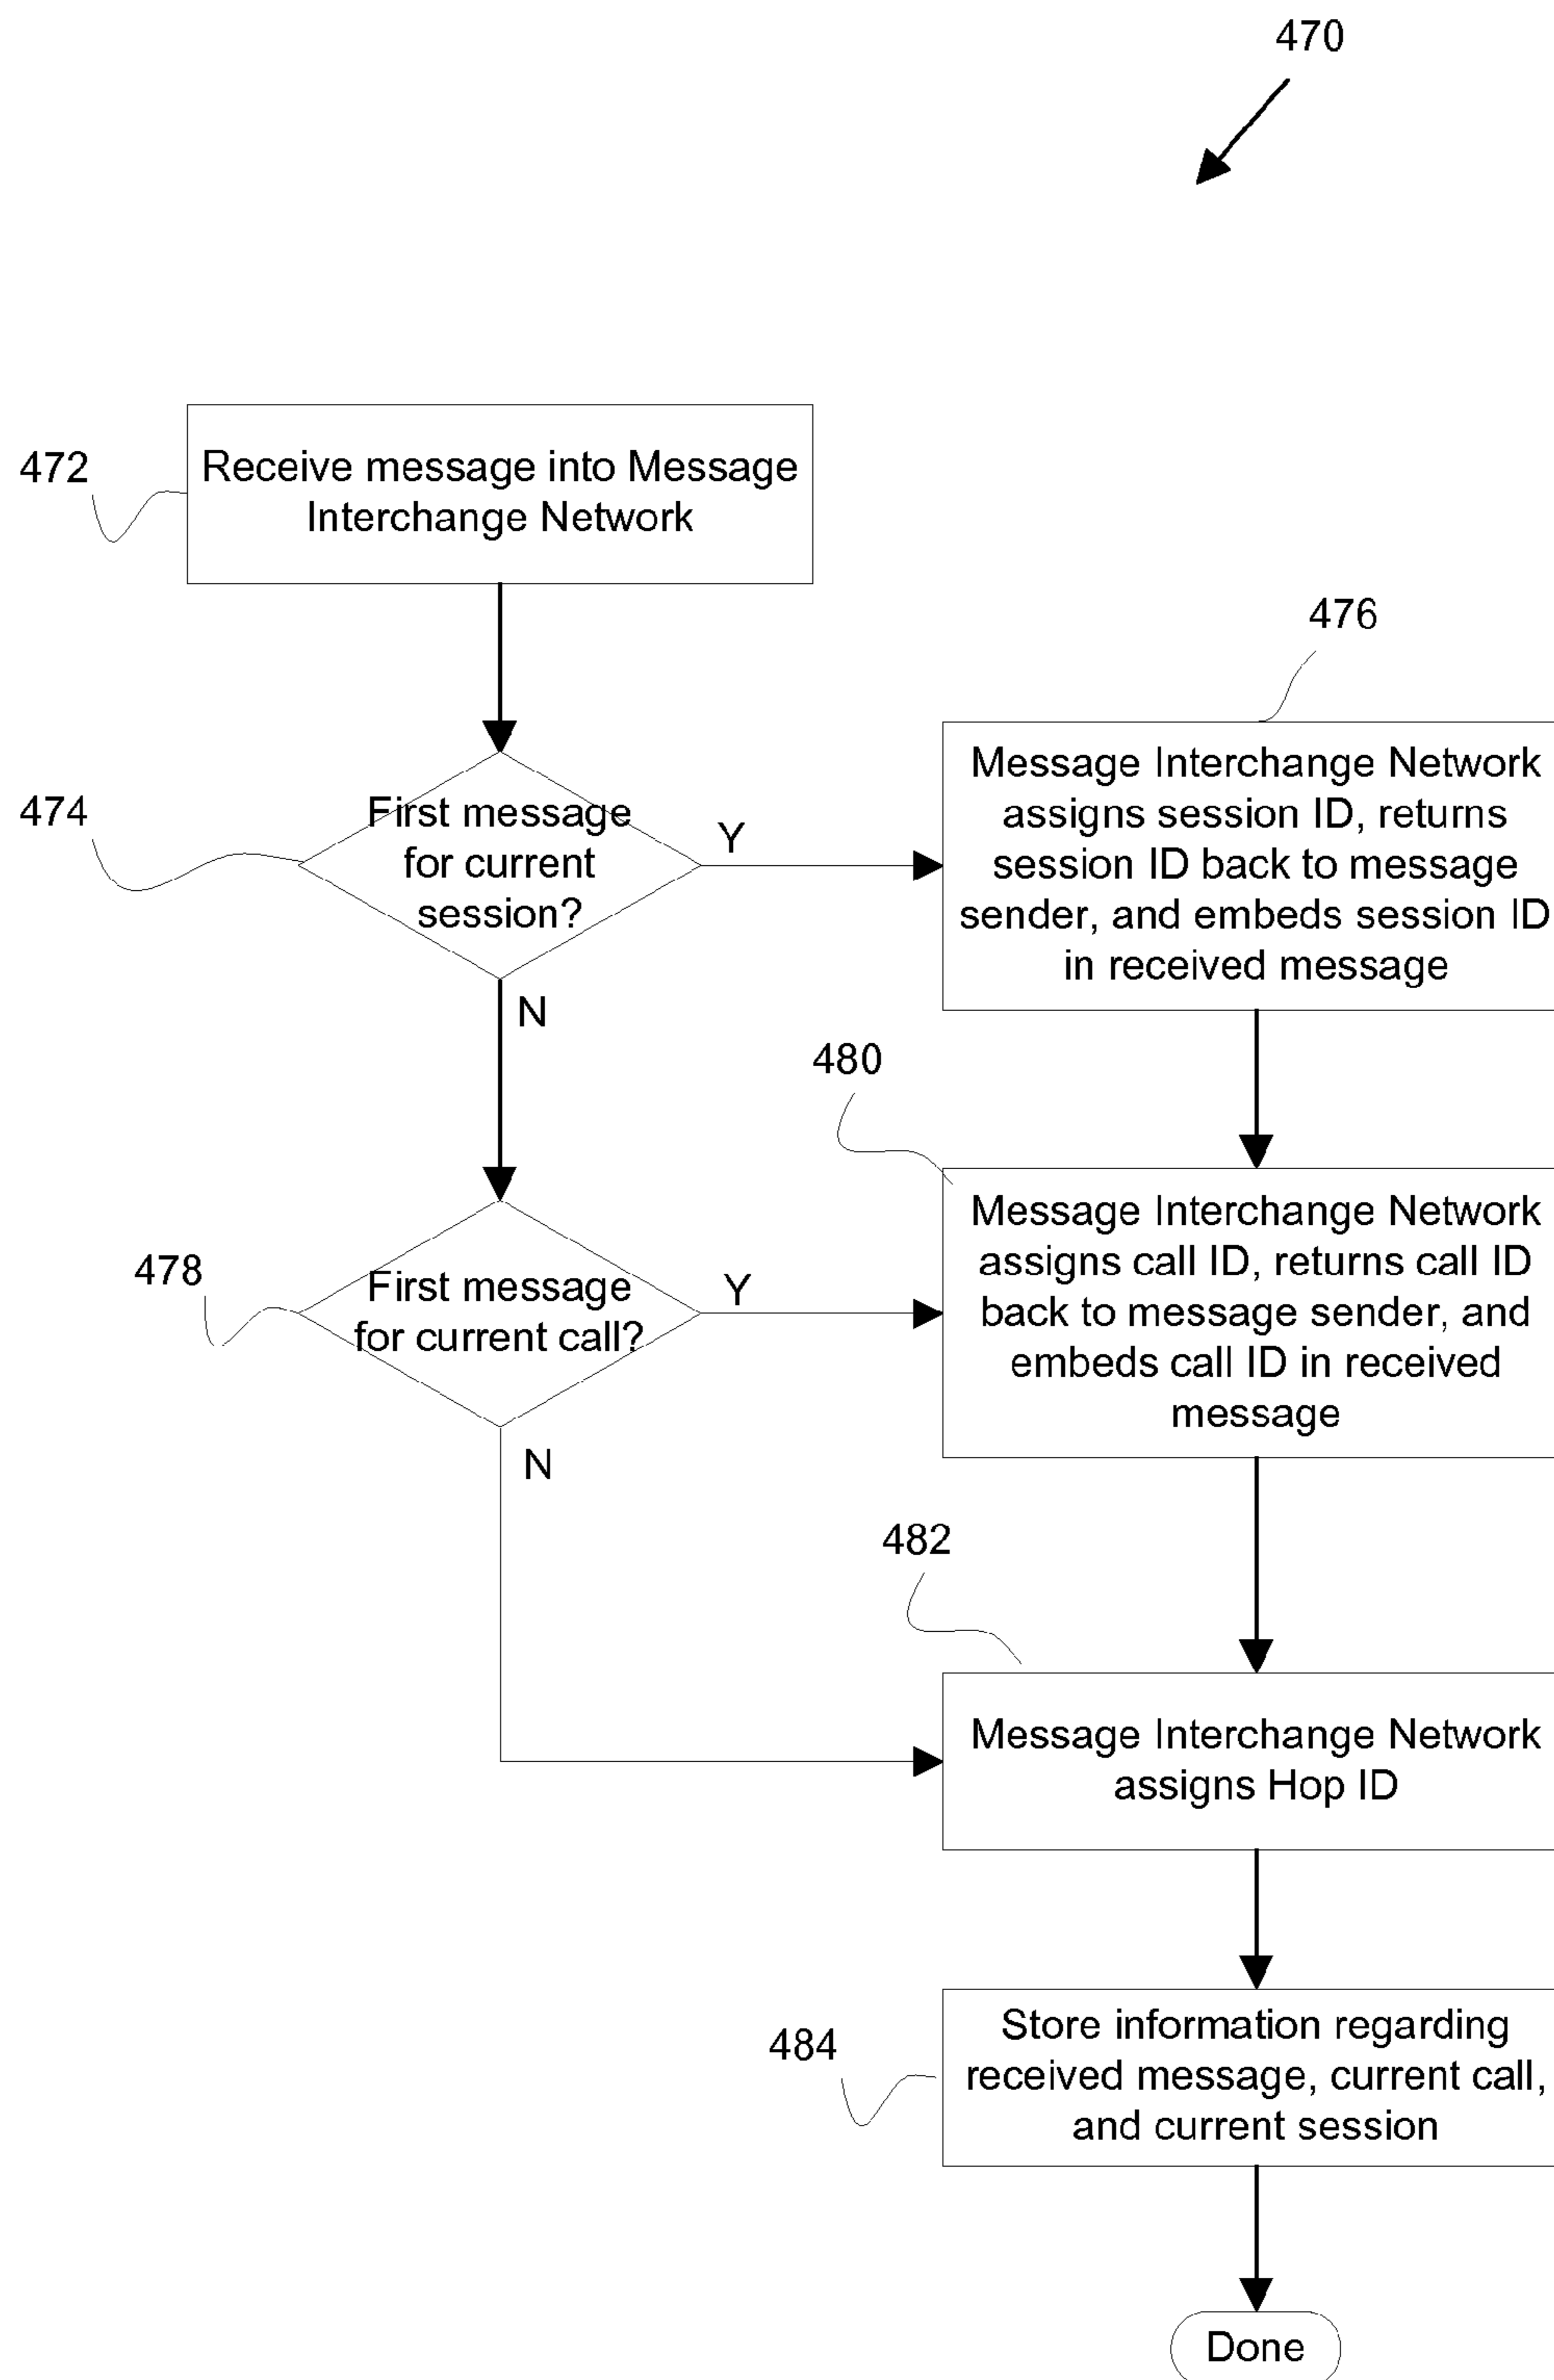 470
472
Receive message into Message
Interchange Network
476
474
First message
for current
session?
Y
Message Interchange Network
assigns session ID, returns
session ID back to message
sender, and embeds session ID
in received message
N
480
478
First message
for current call?
Y
Message Interchange Network
assigns call ID, returns call ID
back to message sender, and
embeds call ID in received
message
N
482
Message Interchange Network
assigns Hop ID
484
Store information regarding
received message, current call,
and current session
Done